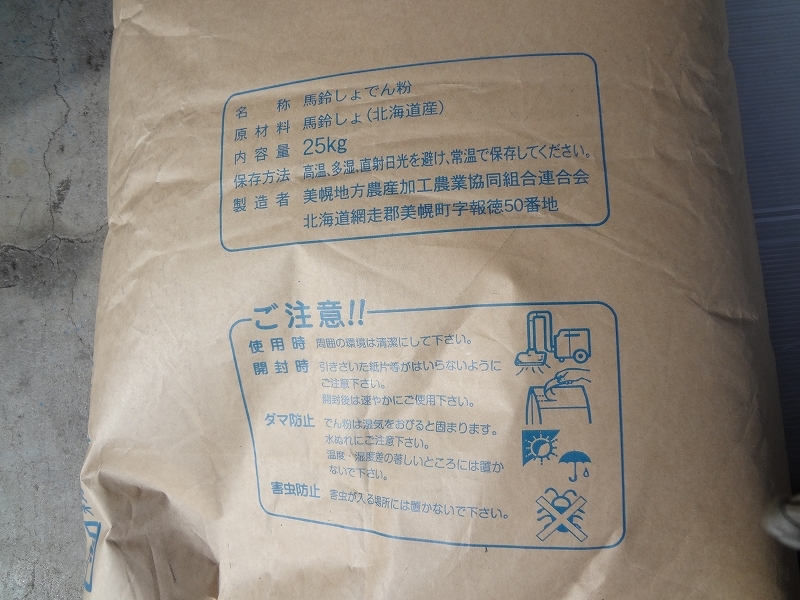 名称 馬鈴しょでん粉
原材料 馬鈴しょ(北海道産)
内容量 25kg
保存方法 高温、多湿、直射日光を避け、常温で保存してください。
製造者 美幌地方農産加工農業協同組合連合会
北海道網走郡美幌町字報徳50番地
ご注意!!
使用時 周囲の環境は清潔にして下さい。
開封時 引きさいた紙片等がはいらないように
ご注意下さい。
開封後は速やかにご使用下さい。
ダマ防止 でん粉は湿気をおびると固まります。
水ぬれにご注意下さい。
温度・湿度差の著しいところには置か
ないで下さい。
害虫防止 害虫が入る場所には置かないで下さい。